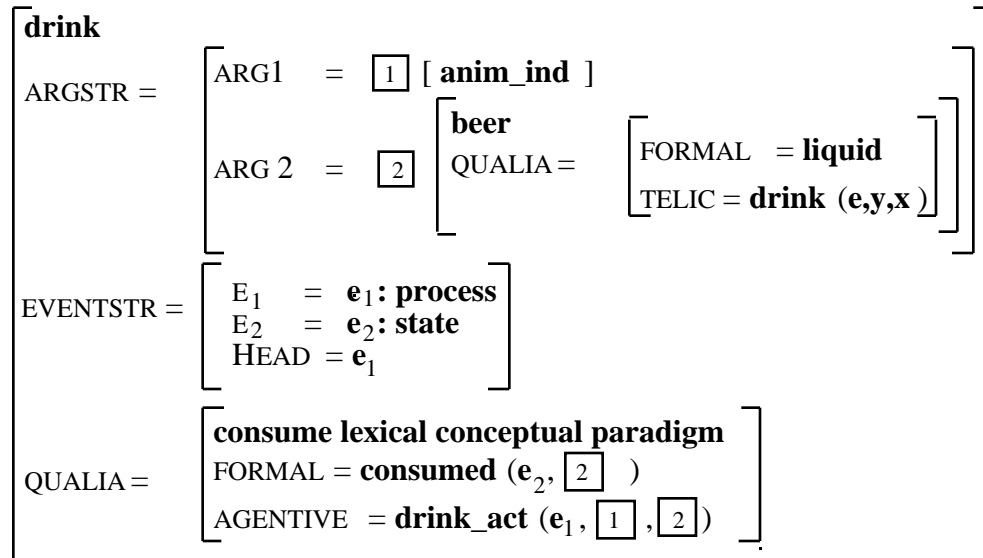 drink
ARG1 = 1 [ anim_ind ]
ARGSTR =
beer
ARG 2 = 2 QUALIA = FORMAL = liquid
TELIC = drink (e,y,x)
E1 = e1: process
EVENTSTR = E2 = e2: state
HEAD = e1
consume lexical conceptual paradigm
QUALIA = FORMAL = consumed (e2, 2 )
AGENTIVE = drink_act (e1, 1 , 2 )